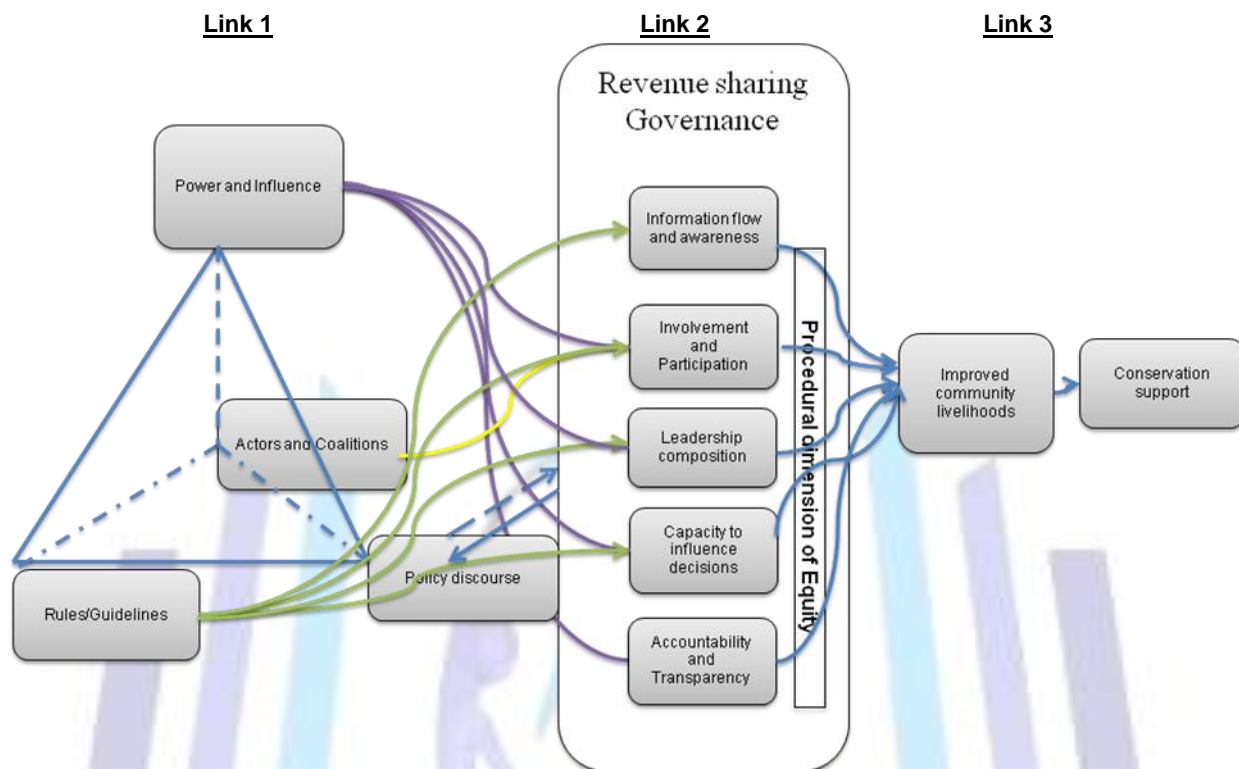 Link 1
Link 2
Link 3
Revenue sharing
Governance
Power and Influence
Actors and Coalitions
Rules/Guidelines
Policy discourse
Information flow
and awareness
Involvement
and
Participation
Leadership
composition
Capacity to
influence
decisions
Accountability
and
Transparency
Procedural dimension of Equity
Improved
community
livelihoods
Conservation
support